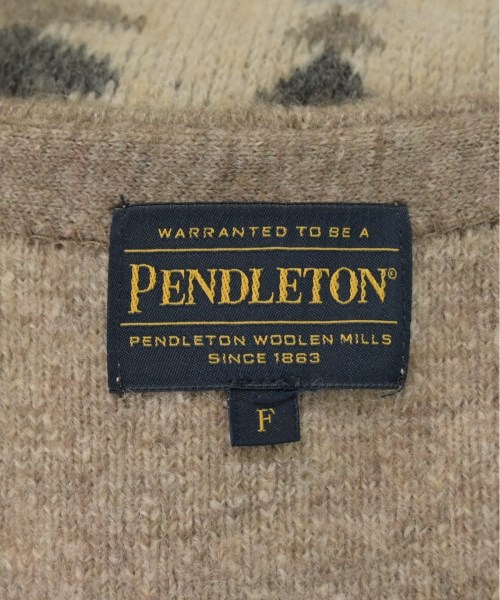 WARRANTED TO BE A
PENDLETON®
PENDLETON WOOLEN MILLS
SINCE 1863
F